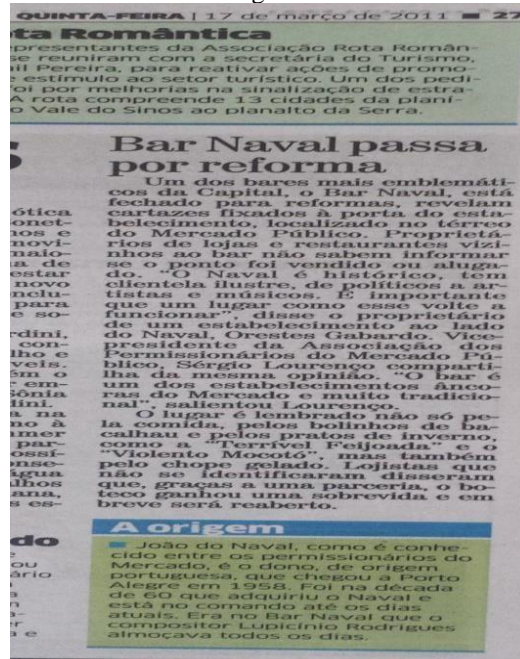 QUINTA-FEIRA | 17 de março de 2011 27
ta Romântica
presentantes da Associação Rota Român-
se reuniram com a secretária do Turismo,
il Pereira, para reativar ações de promo-
e estímulo ao setor turístico. Um dos pedi-
oi por melhorias na sinalização de estra-
A rota compreende 13 cidades da planí-
o Vale do Sinos ao planalto da Serra.
s
ótica
onet-
nos e
novi-
maio-
a de
estar
novo
nclu-
para
e so-
rdini,
con-
lho e
veis.
em o
em-
Sônia
dini.
a na
no à
mer
par-
ossí-
onse-
água
lhos
ana,
s es-
do
ou
ário
a e
Bar Naval passa
por reforma
Um dos bares mais emblemáti-
cos da Capital, o Bar Naval, está
fechado para reformas, revelam
cartazes fixados à porta do esta-
belecimento, localizado no térreo
do Mercado Público. Proprietá-
rios de lojas e restaurantes vizi-
nhos ao bar não sabem informar
se o ponto foi vendido ou aluga-
do. "O Naval é histórico, tem
clientela ilustre, de políticos a ar-
tistas e músicos. É importante
que um lugar como esse volte a
funcionar", disse o proprietário
de um estabelecimento ao lado
do Naval, Orestes Gabardo. Vice-
presidente da Associação dos
Permissionários do Mercado Pú-
blico, Sérgio Lourenço comparti-
lha da mesma opinião. "O bar é
um dos estabelecimentos ânco-
ras do Mercado e muito tradicio-
nal", salientou Lourenço.
O lugar é lembrado não só pe-
la comida, pelos bolinhos de ba-
calhau e pelos pratos de inverno,
como a "Terrível Feijoada" e o
"Violento Mocotó", mas também
pelo chope gelado. Lojistas que
não se identificaram disseram
que, graças a uma parceria, o bo-
teco ganhou uma sobrevida e em
breve será reaberto.
A origem
João do Naval, como é conhe-
cido entre os permissionários do
Mercado, é o dono, de origem
portuguesa, que chegou a Porto
Alegre em 1958. Foi na década
de 60 que adquiriu o Naval e
está no comando até os dias
atuais. Era no Bar Naval que o
compositor Lupicínio Rodrigues
almoçava todos os dias.